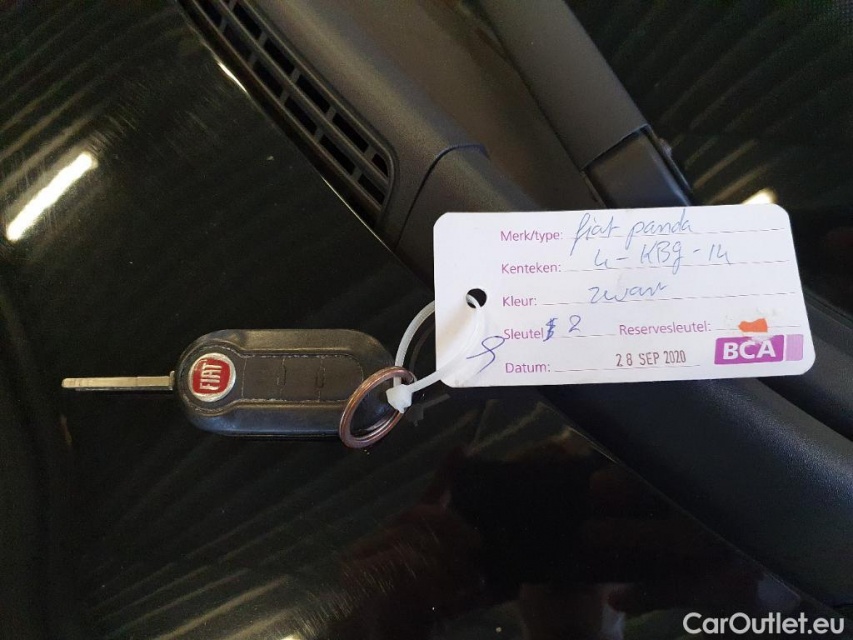 FIAT
Merk/type: fiat panda
Kenteken: 4-KBg-14
Kleur: zwart
Sleutel 2 Reservesleutel:
Datum: 28 SEP 2020
BCA
CarOutlet.eu